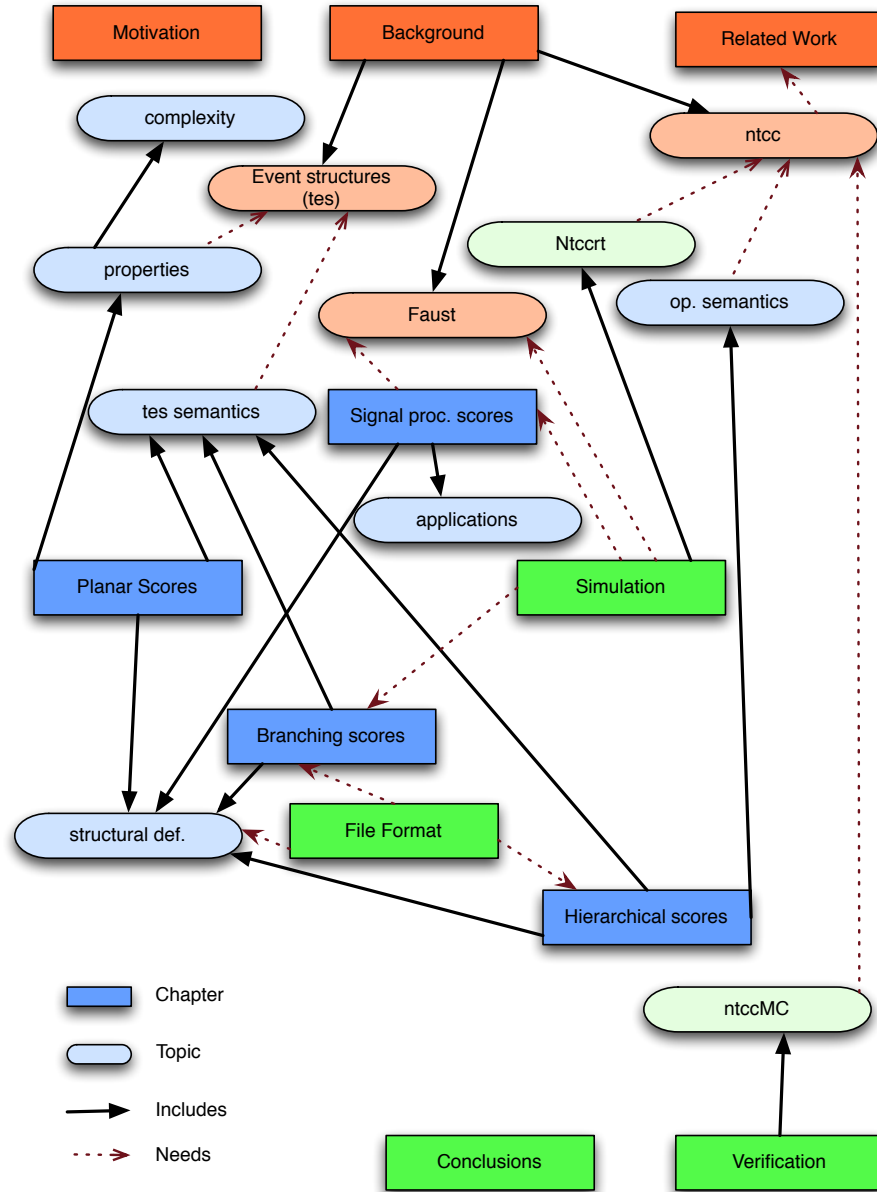 Motivation
Background
Related Work
complexity
ntcc
Event structures
(tes)
Ntccrt
properties
op. semantics
Faust
tes semantics
Signal proc. scores
applications
Planar Scores
Simulation
Branching scores
structural def.
File Format
Hierarchical scores
Chapter
ntccMC
Topic
Includes
Needs
Conclusions
Verification